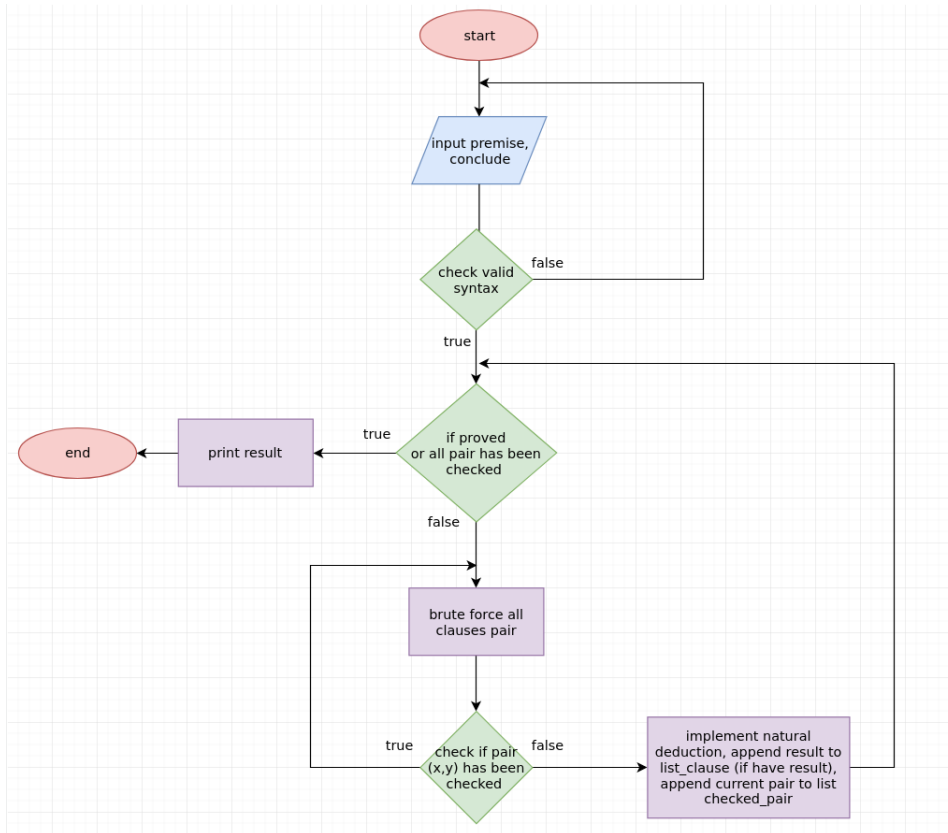 start
input premise,
conclude
check valid
syntax
false
true
if proved
or all pair has been
checked
true
print result
end
false
brute force all
clauses pair
check if pair
(x,y) has been
checked
true
false
implement natural
deduction, append result to
list_clause (if have result),
append current pair to list
checked_pair